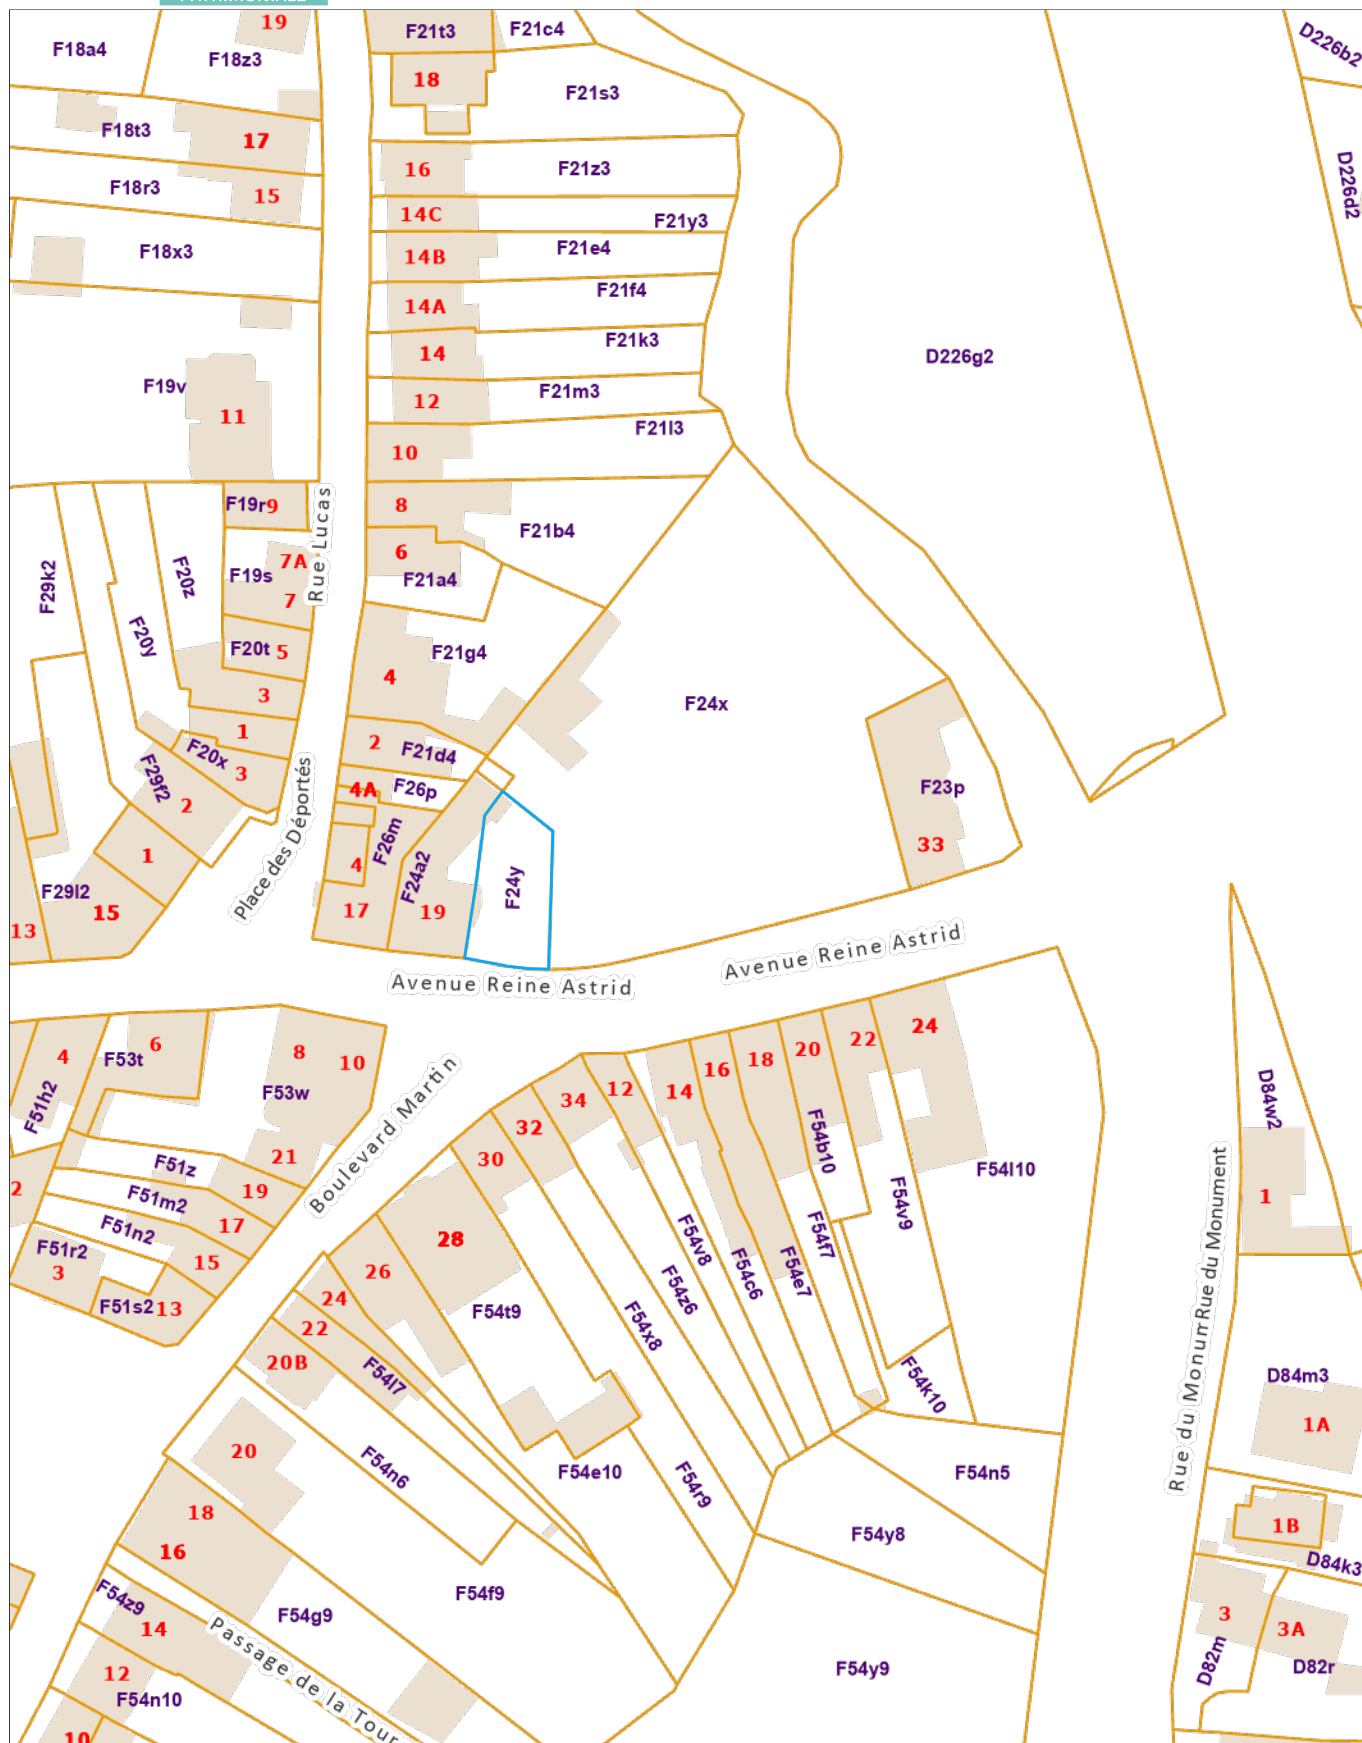 F18a4
19
F18z3
F21t3
F21c4
D226b2
18
F21s3
F18t3
17
16
F21z3
D226d2
F18r3
15
14C
F21y3
F18x3
14B
F21e4
14A
F21f4
14
F21k3
D226g2
F19v
11
12
F21m3
10
F21l3
F19r9
8
F21b4
Rue Lucas
6
F21a4
7A
F19s
7
F29k2
F20z
F20y
F20t
5
F21g4
4
3
F24x
1
2
F21d4
F20x
3
F29f2
2
4A
F26p
F23p
33
Place des Déportés
F26m
4
F24a2
F24y
1
F29l2
15
13
17
19
Avenue Reine Astrid
Avenue Reine Astrid
4
F53t
6
8
10
F53w
F51h2
Boulevard Martin
34
12
14
16
18
20
22
24
32
30
F54b10
F54l10
F54v9
D84w2
1
21
F51z
19
F51m2
17
F51n2
2
F51r2
3
15
F51s2
13
28
26
24
22
20B
F54l7
F54t9
F54x8
F54z6
F54v8
F54c6
F54e7
F54f7
F54k10
Rue du Monument
Rue du Monum
D84m3
1A
20
F54n6
F54e10
F54r9
F54n5
F54y8
1B
D84k3
18
16
F54f9
F54z9
F54g9
14
Passage de la Tour
12
F54n10
10
F54y9
3
3A
D82m
D82r